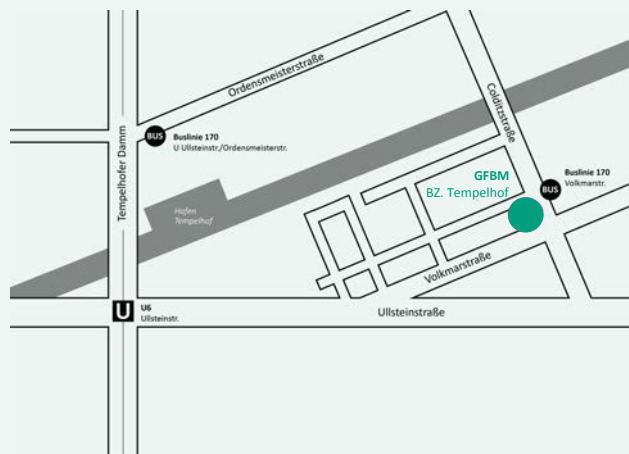 Ordensmeisterstraße
Colditzstraße
Tempelhofer Damm
BUS
Buslinie 170
U Ullsteinstr./Ordensmeisterstr.
GFBM
BZ. Tempelhof
Buslinie 170
BUS
Volkmarstr.
Hafen
Tempelhof
Volkmarstraße
U
U6
Ullsteinstr.
Ullsteinstraße